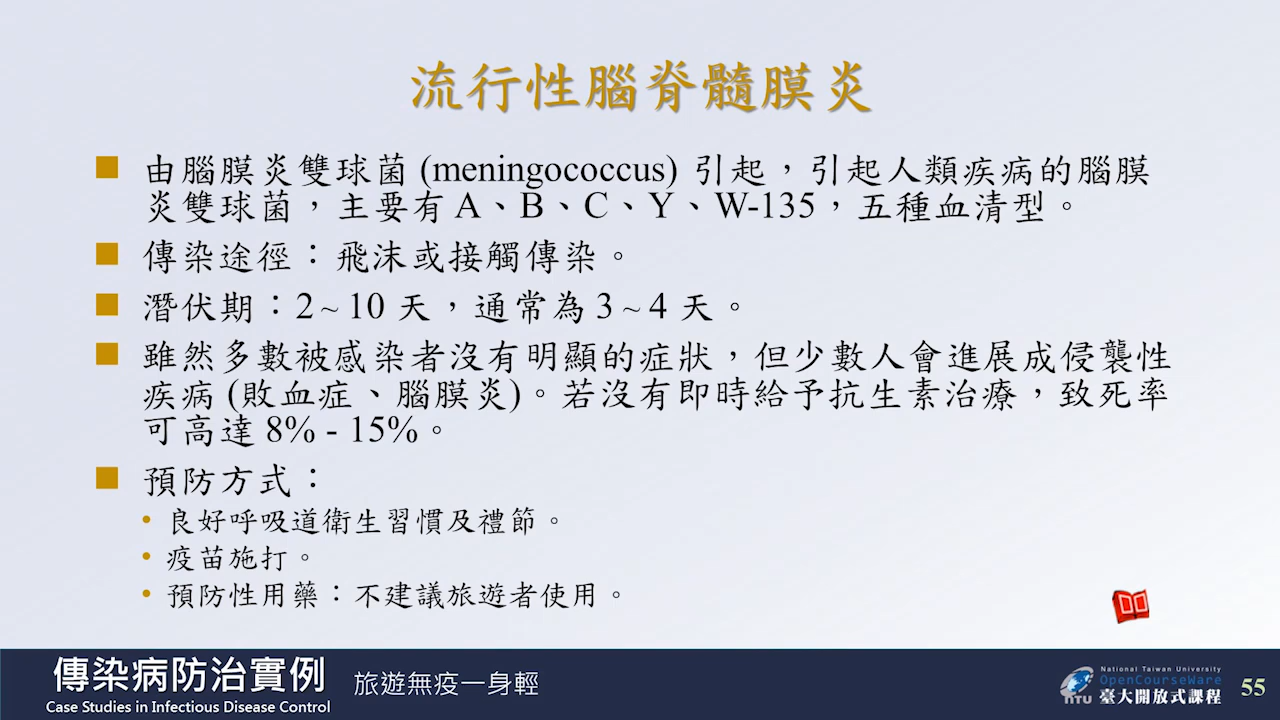 流行性腦脊髓膜炎
由腦膜炎雙球菌 (meningococcus) 引起，引起人類疾病的腦膜
炎雙球菌，主要有 A、B、C、Y、W-135，五種血清型。
傳染途徑：飛沫或接觸傳染。
潛伏期：2 ~ 10 天，通常為 3 ~ 4 天。
雖然多數被感染者沒有明顯的症狀，但少數人會進展成侵襲性
疾病 (敗血症、腦膜炎)。若沒有即時給予抗生素治療，致死率
可高達 8% - 15%。
預防方式：
良好呼吸道衛生習慣及禮節。
疫苗施打。
預防性用藥：不建議旅遊者使用。
傳染病防治實例
Case Studies in Infectious Disease Control
旅遊無疫一身輕
National Taiwan University
OpenCourseWare
NTU 臺大開放式課程
55